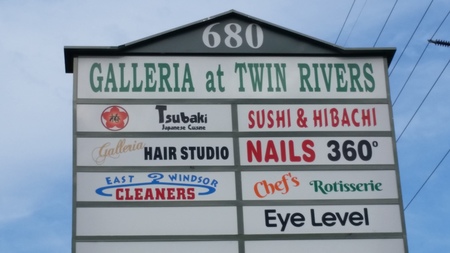 680
GALLERIA at TWIN RIVERS
Tsubaki
Japanese Cuisine
SUSHI & HIBACHI
Galleria HAIR STUDIO
NAILS 360°
EAST 2 WINDSOR
CLEANERS
Chef's Rotisserie
Eye Level